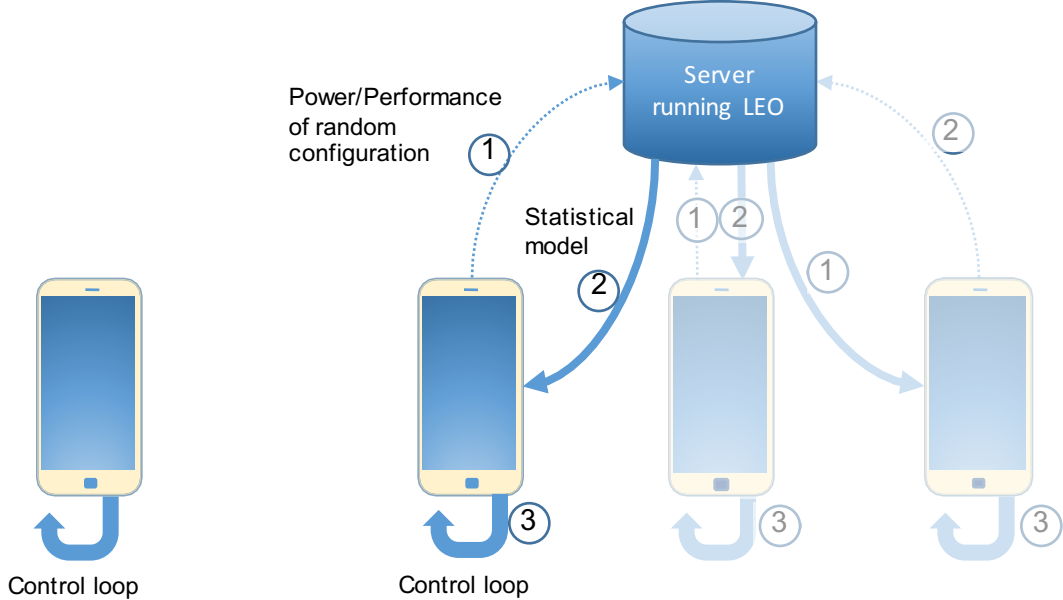 Server
running LEO
Power/Performance
of random
configuration
1
2
Statistical
model
1
2
2
1
3
3
3
Control loop
Control loop